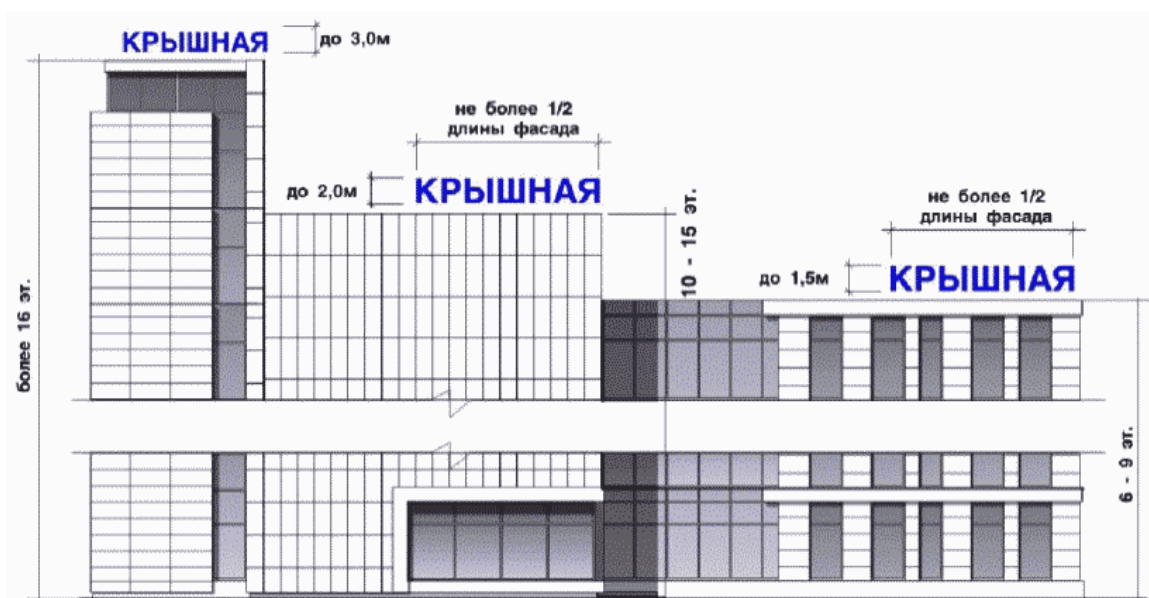 КРЫШНАЯ
до 3,0м
не более 1/2
длины фасада
до 2,0м
КРЫШНАЯ
10 - 15 эт.
не более 1/2
длины фасада
до 1,5м
КРЫШНАЯ
более 16 эт.
6 - 9 эт.